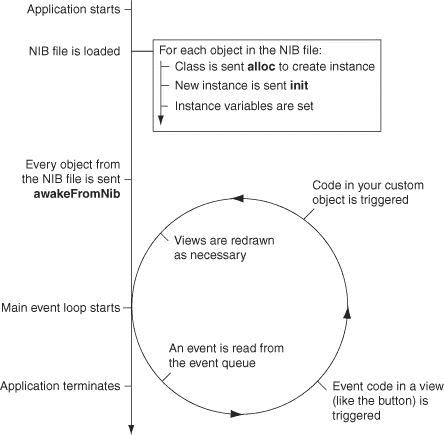 Application starts
NIB file is loaded
For each object in the NIB file:
Class is sent alloc to create instance
New instance is sent init
Instance variables are set
Every object from
the NIB file is sent
awakeFromNib
Code in your custom
object is triggered
Views are redrawn
as necessary
Main event loop starts
An event is read from
the event queue
Application terminates
Event code in a view
(like the button) is
triggered